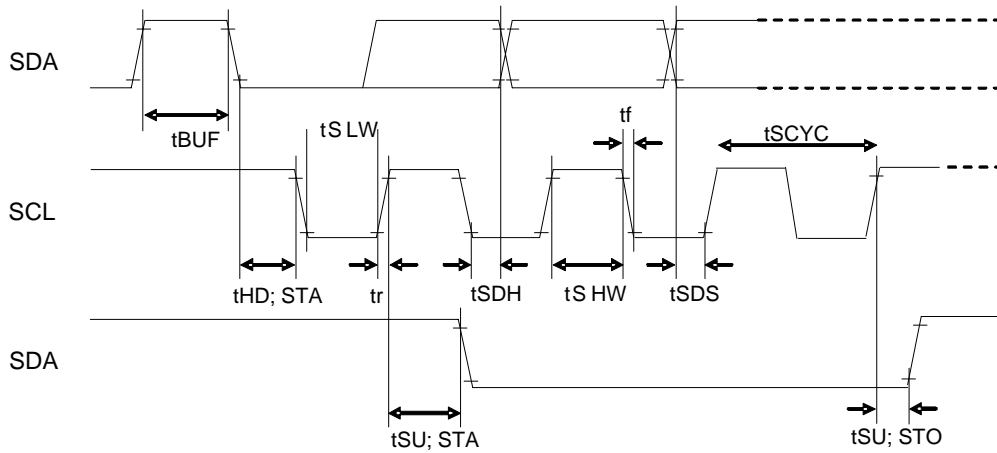 SDA
tBUF
tS LW
tf
tSCYC
SCL
tHD; STA
tr
tSDH
tS HW
tSDS
SDA
tSU; STA
tSU; STO